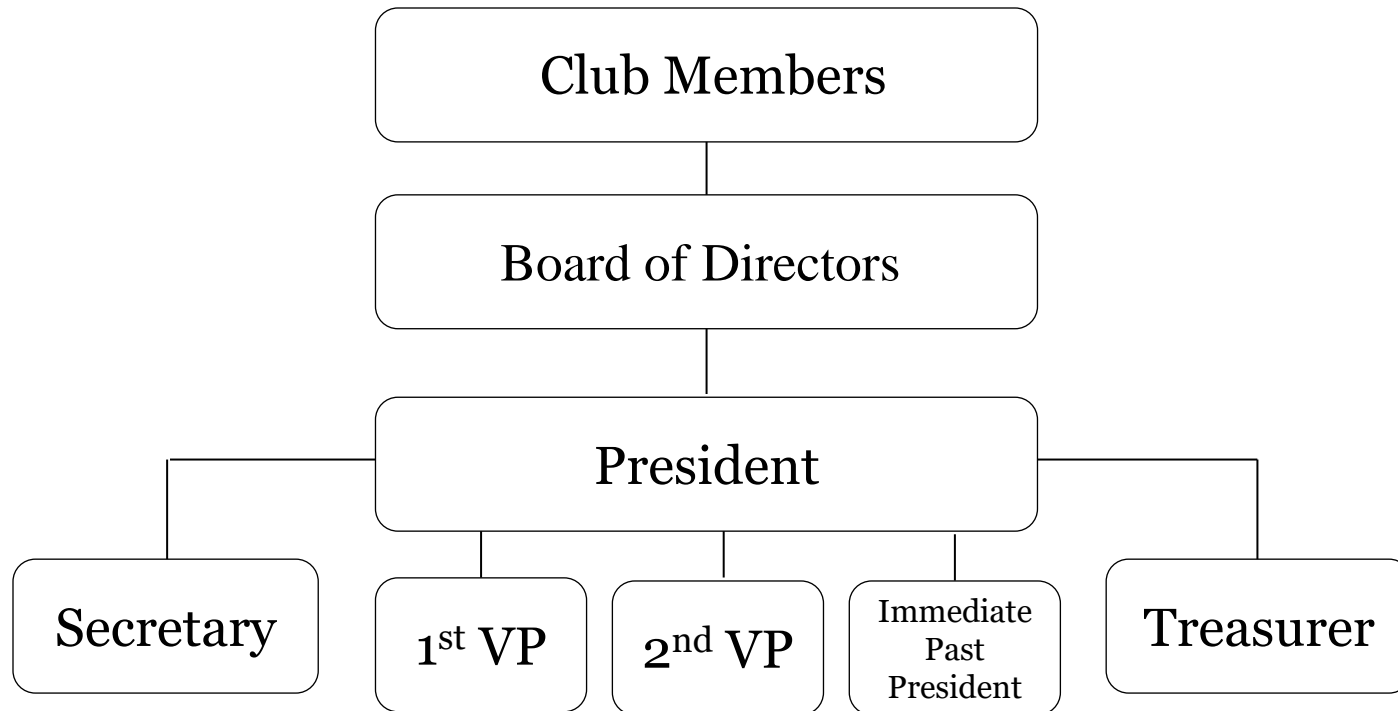 Club Members
Board of Directors
President
Secretary
1st VP
2nd VP
Immediate
Past
President
Treasurer